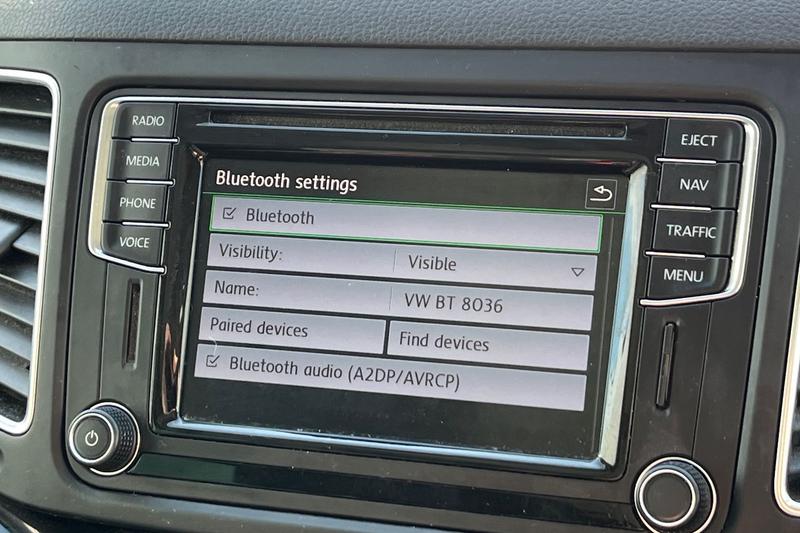 RADIO
MEDIA
PHONE
VOICE
EJECT
NAV
TRAFFIC
MENU
Bluetooth settings
Bluetooth
Visibility: Visible
Name: VW BT 8036
Paired devices Find devices
Bluetooth audio (A2DP/AVRCP)